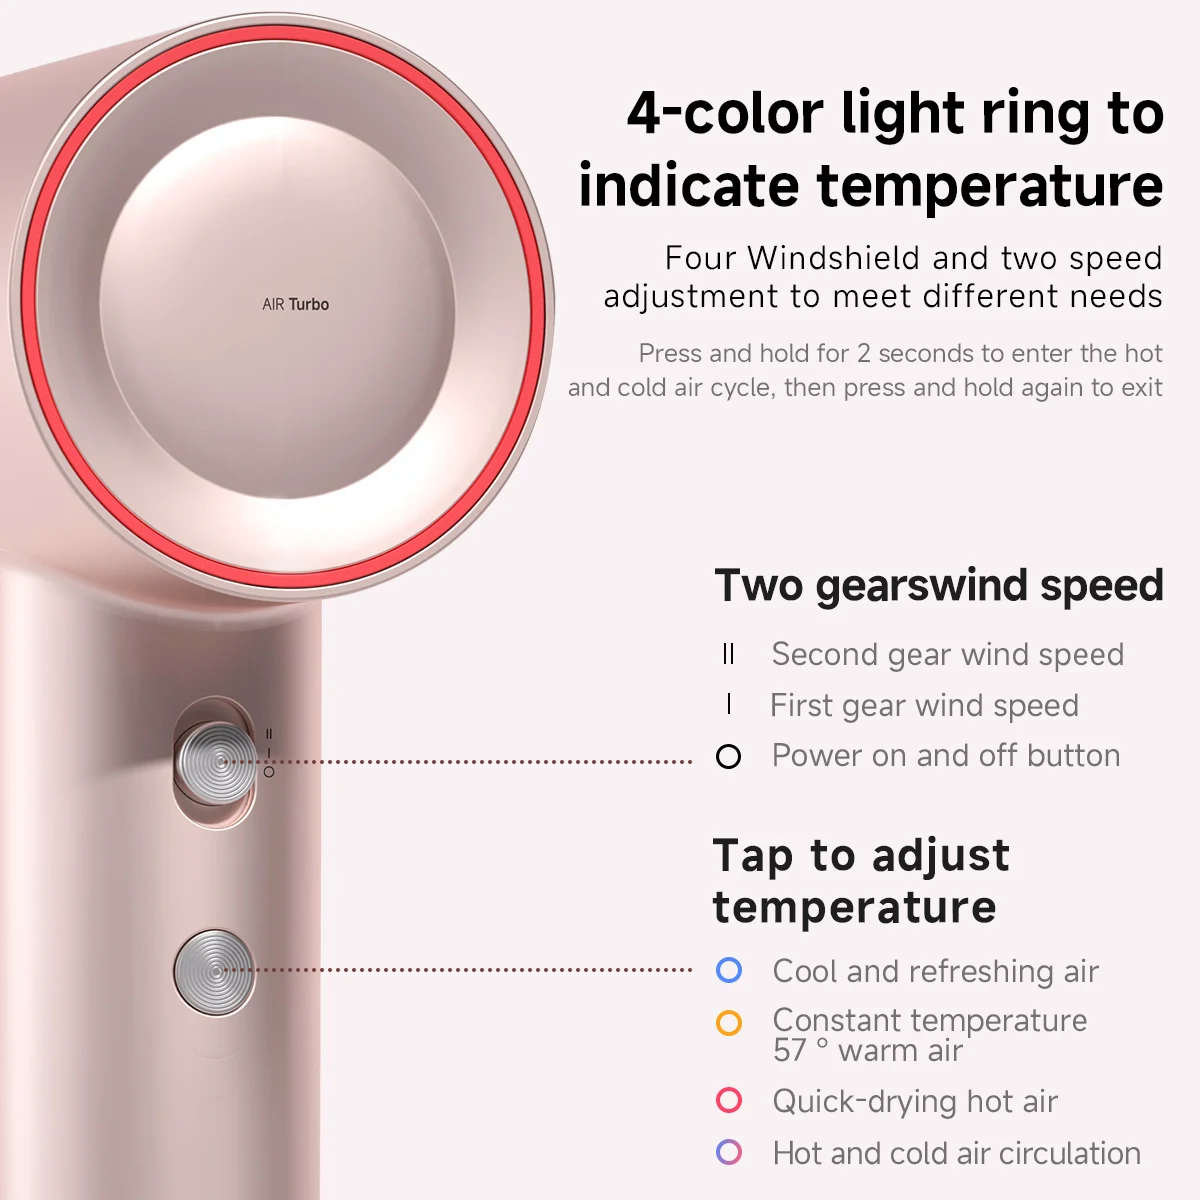 4-color light ring to
indicate temperature
Four Windshield and two speed
adjustment to meet different needs
Press and hold for 2 seconds to enter the hot
and cold air cycle, then press and hold again to exit
AIR Turbo
Two gearswind speed
II Second gear wind speed
I First gear wind speed
Power on and off button
II
I
O
Tap to adjust
temperature
Cool and refreshing air
Constant temperature
57 ° warm air
Quick-drying hot air
Hot and cold air circulation